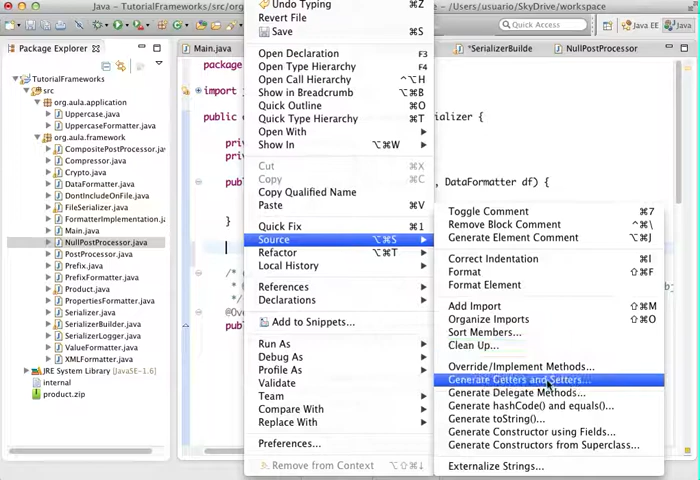 Java – TutorialFrameworks/src/or
– /Users/usuario/SkyDrive/workspace
Java EE
Java
Package Explorer
Main.java
*SerializerBuilde
NullPostProcessor
TutorialFrameworks
src
org.aula.application
Uppercase.java
UppercaseFormatter.java
org.aula.framework
CompositePostProcessor.
Compressor.java
Crypto.java
DataFormatter.java
DontIncludeOnFile.java
FileSerializer.java
FormatterImplementation.
Main.java
NullPostProcessor.java
PostProcessor.java
Prefix.java
PrefixFormatter.java
Product.java
PropertiesFormatter.java
Serializer.java
SerializerBuilder.java
SerializerLogger.java
ValueFormatter.java
XMLFormatter.java
JRE System Library [JavaSE-1.6]
internal
product.zip
package
import j
public c
rializer {
priv
priv
pub
, DataFormatter df) {
}
/* (
*/
@Ov
pub
Undo Typing ⌘Z
Revert File
Save ⌘S
Open Declaration F3
Open Type Hierarchy F4
Open Call Hierarchy ^⌥H
Show in Breadcrumb ⌥⌘B
Quick Outline ⌘O
Quick Type Hierarchy ⌘T
Open With
Show In ⌥⌘W
Cut ⌘X
Copy ⌘C
Copy Qualified Name
Paste ⌘V
Quick Fix ⌘1
Source ⌥⌘S
Refactor ⌥⌘T
Local History
References
Declarations
Add to Snippets...
Run As
Debug As
Profile As
Validate
Team
Compare With
Replace With
Preferences...
Remove from Context ⌥⇧⌘↓
Toggle Comment ⌘7
Remove Block Comment ^⌘\
Generate Element Comment ⌥⌘J
Correct Indentation ⌘I
Format ⇧⌘F
Format Element
Add Import ⇧⌘M
Organize Imports ⇧⌘O
Sort Members...
Clean Up...
Override/Implement Methods...
Generate Getters and Setters...
Generate Delegate Methods...
Generate hashCode() and equals()...
Generate toString()...
Generate Constructor using Fields...
Generate Constructors from Superclass...
Externalize Strings...